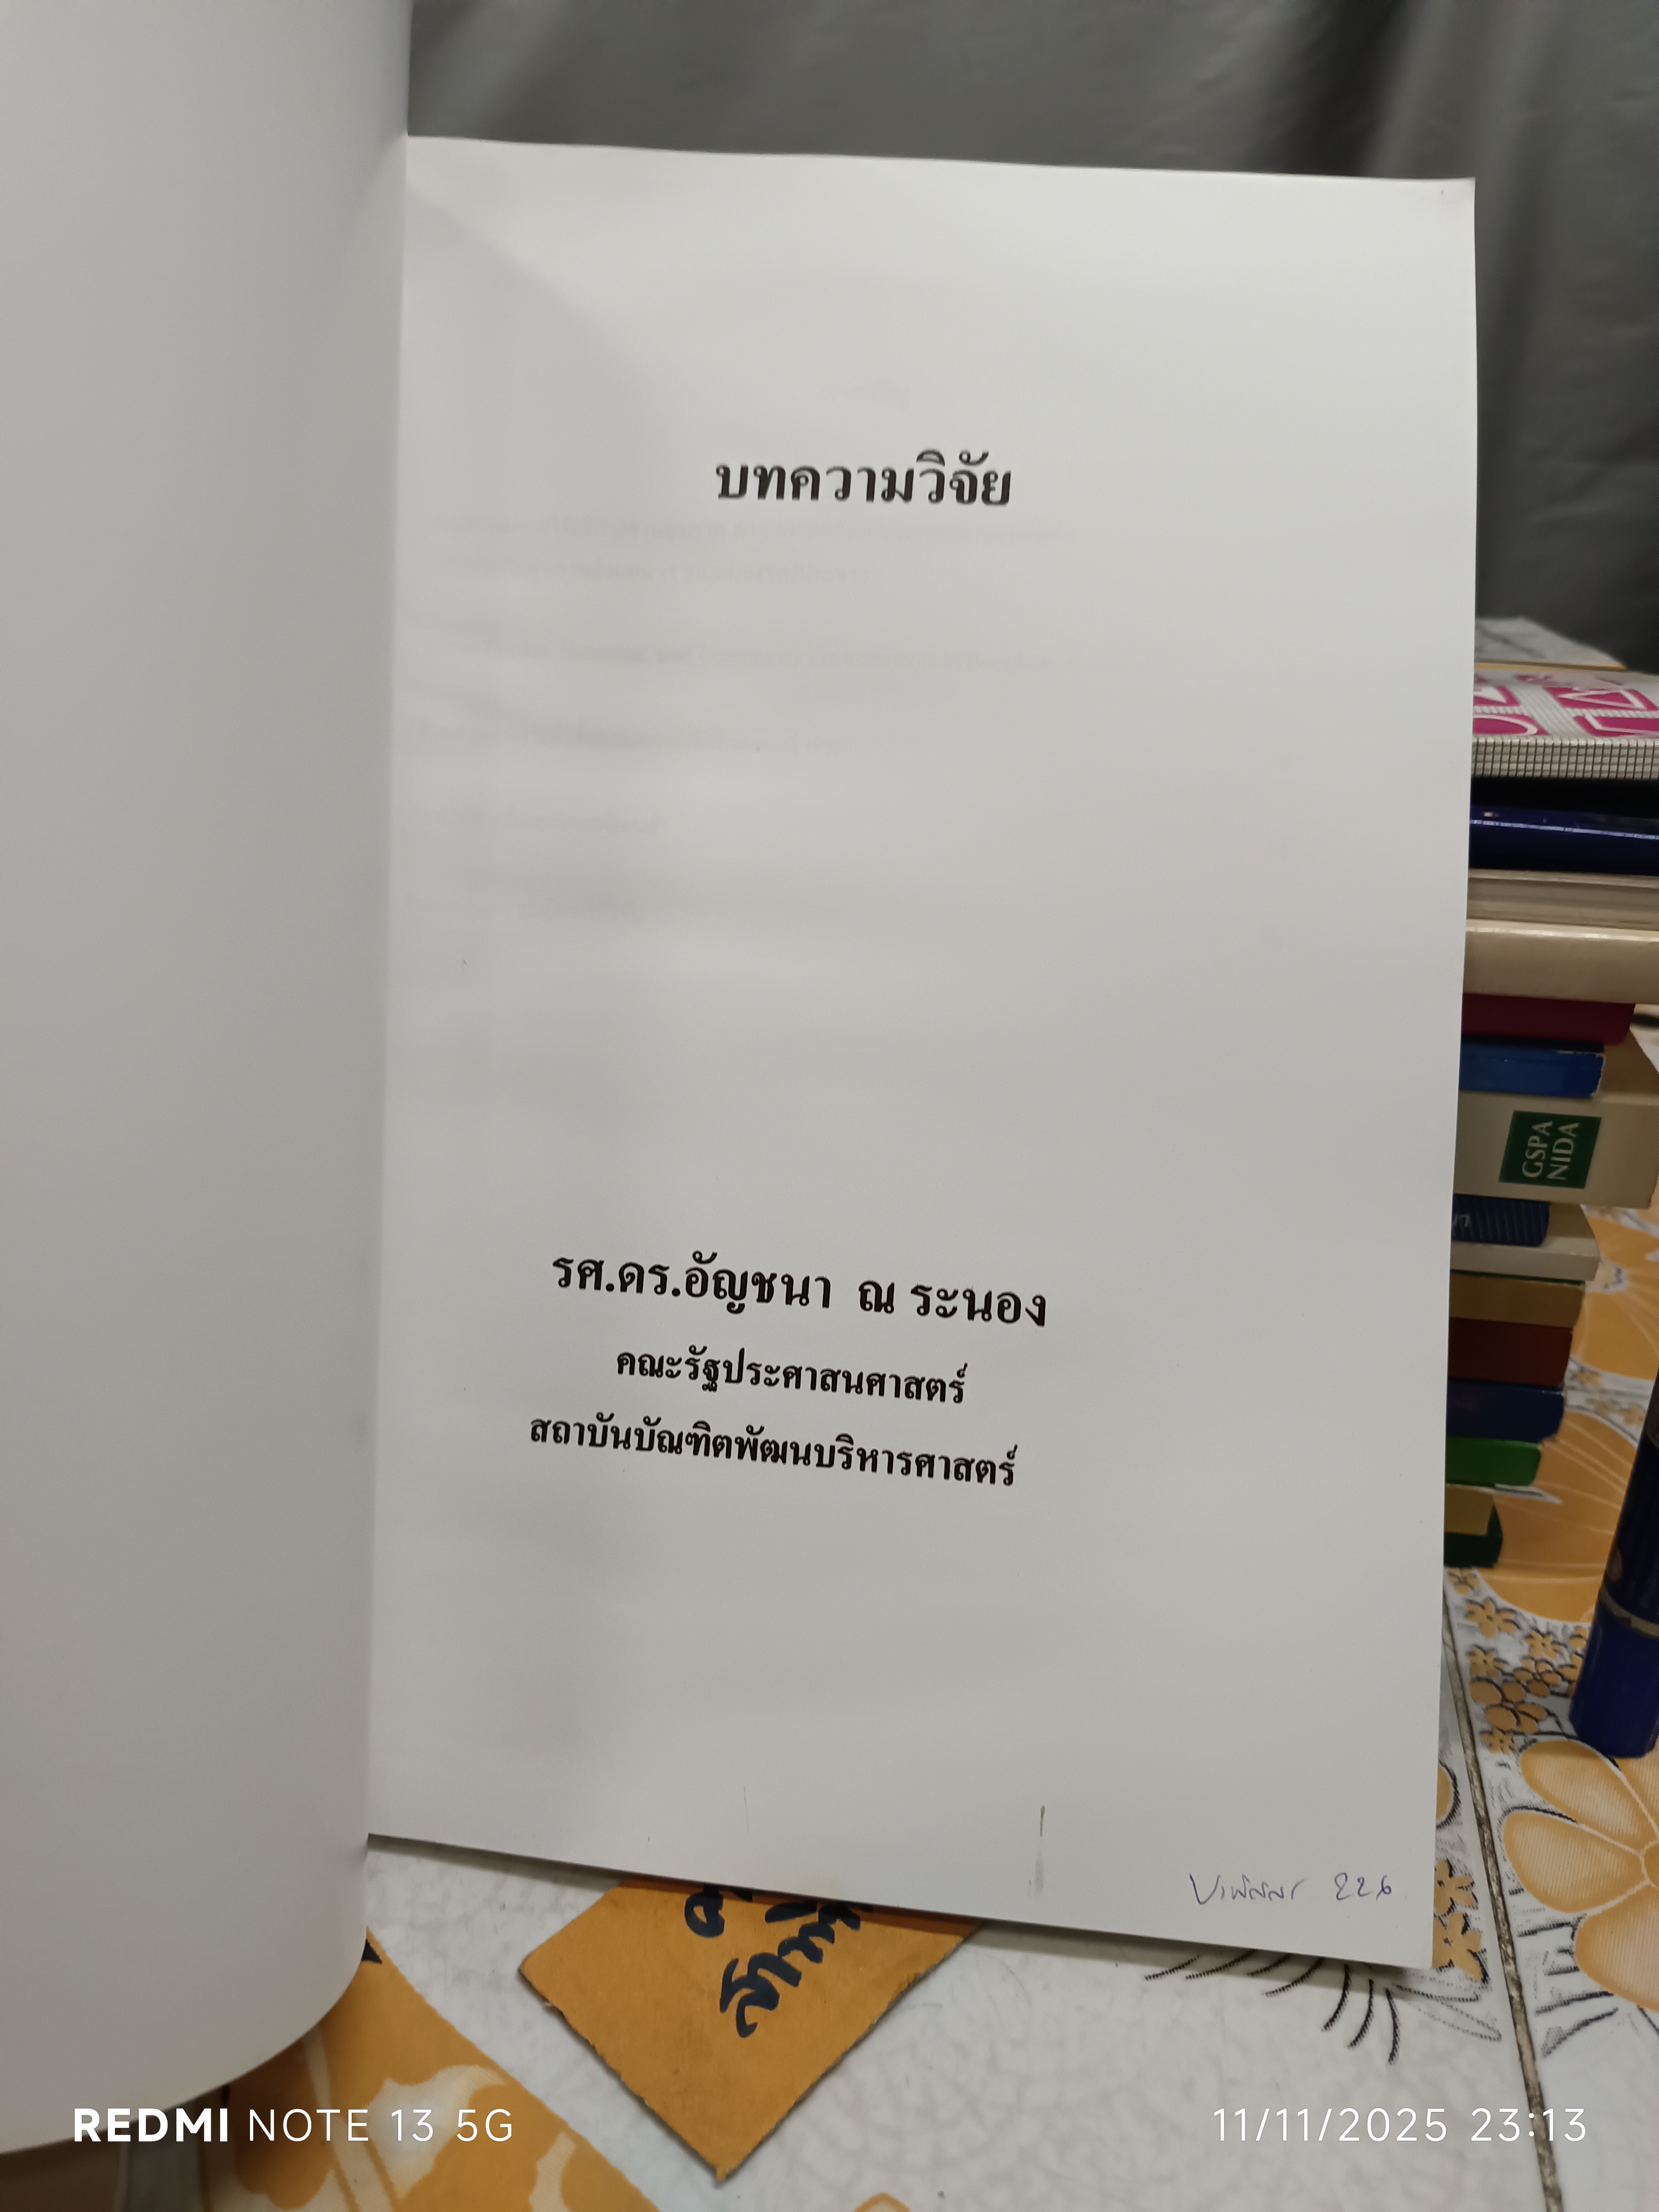 บทความวิจัย
รศ.ดร.อัญชนา ณ ระนอง
คณะรัฐประศาสนศาสตร์
สถาบันบัณฑิตพัฒนบริหารศาสตร์
226
GSPA
NIDA
REDMI NOTE 13 5G
11/11/2025 23:13